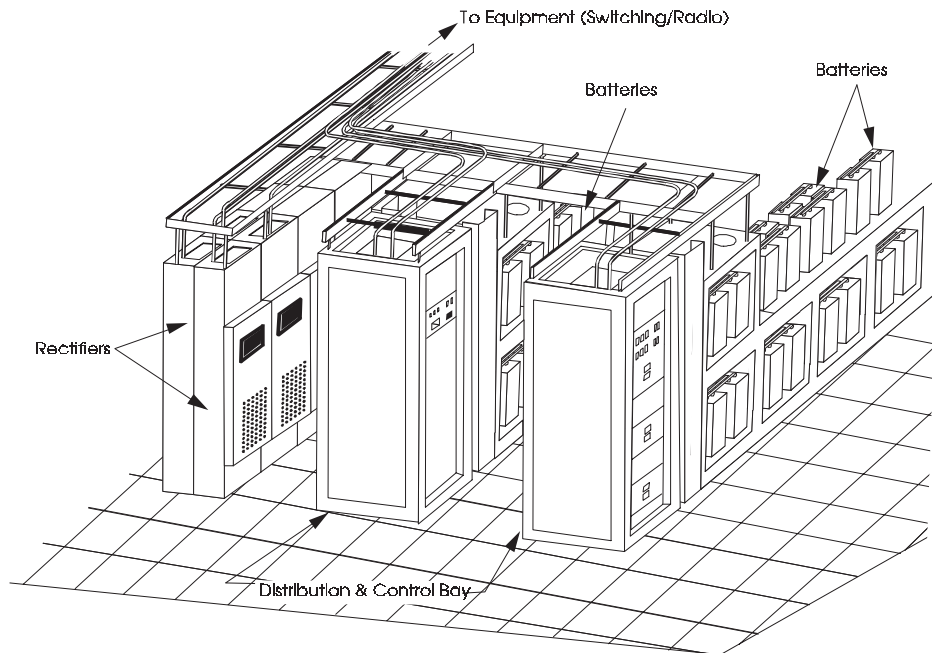 To Equipment (Switching/Radio)
Batteries
Batteries
Rectifiers
Distribution & Control Bay